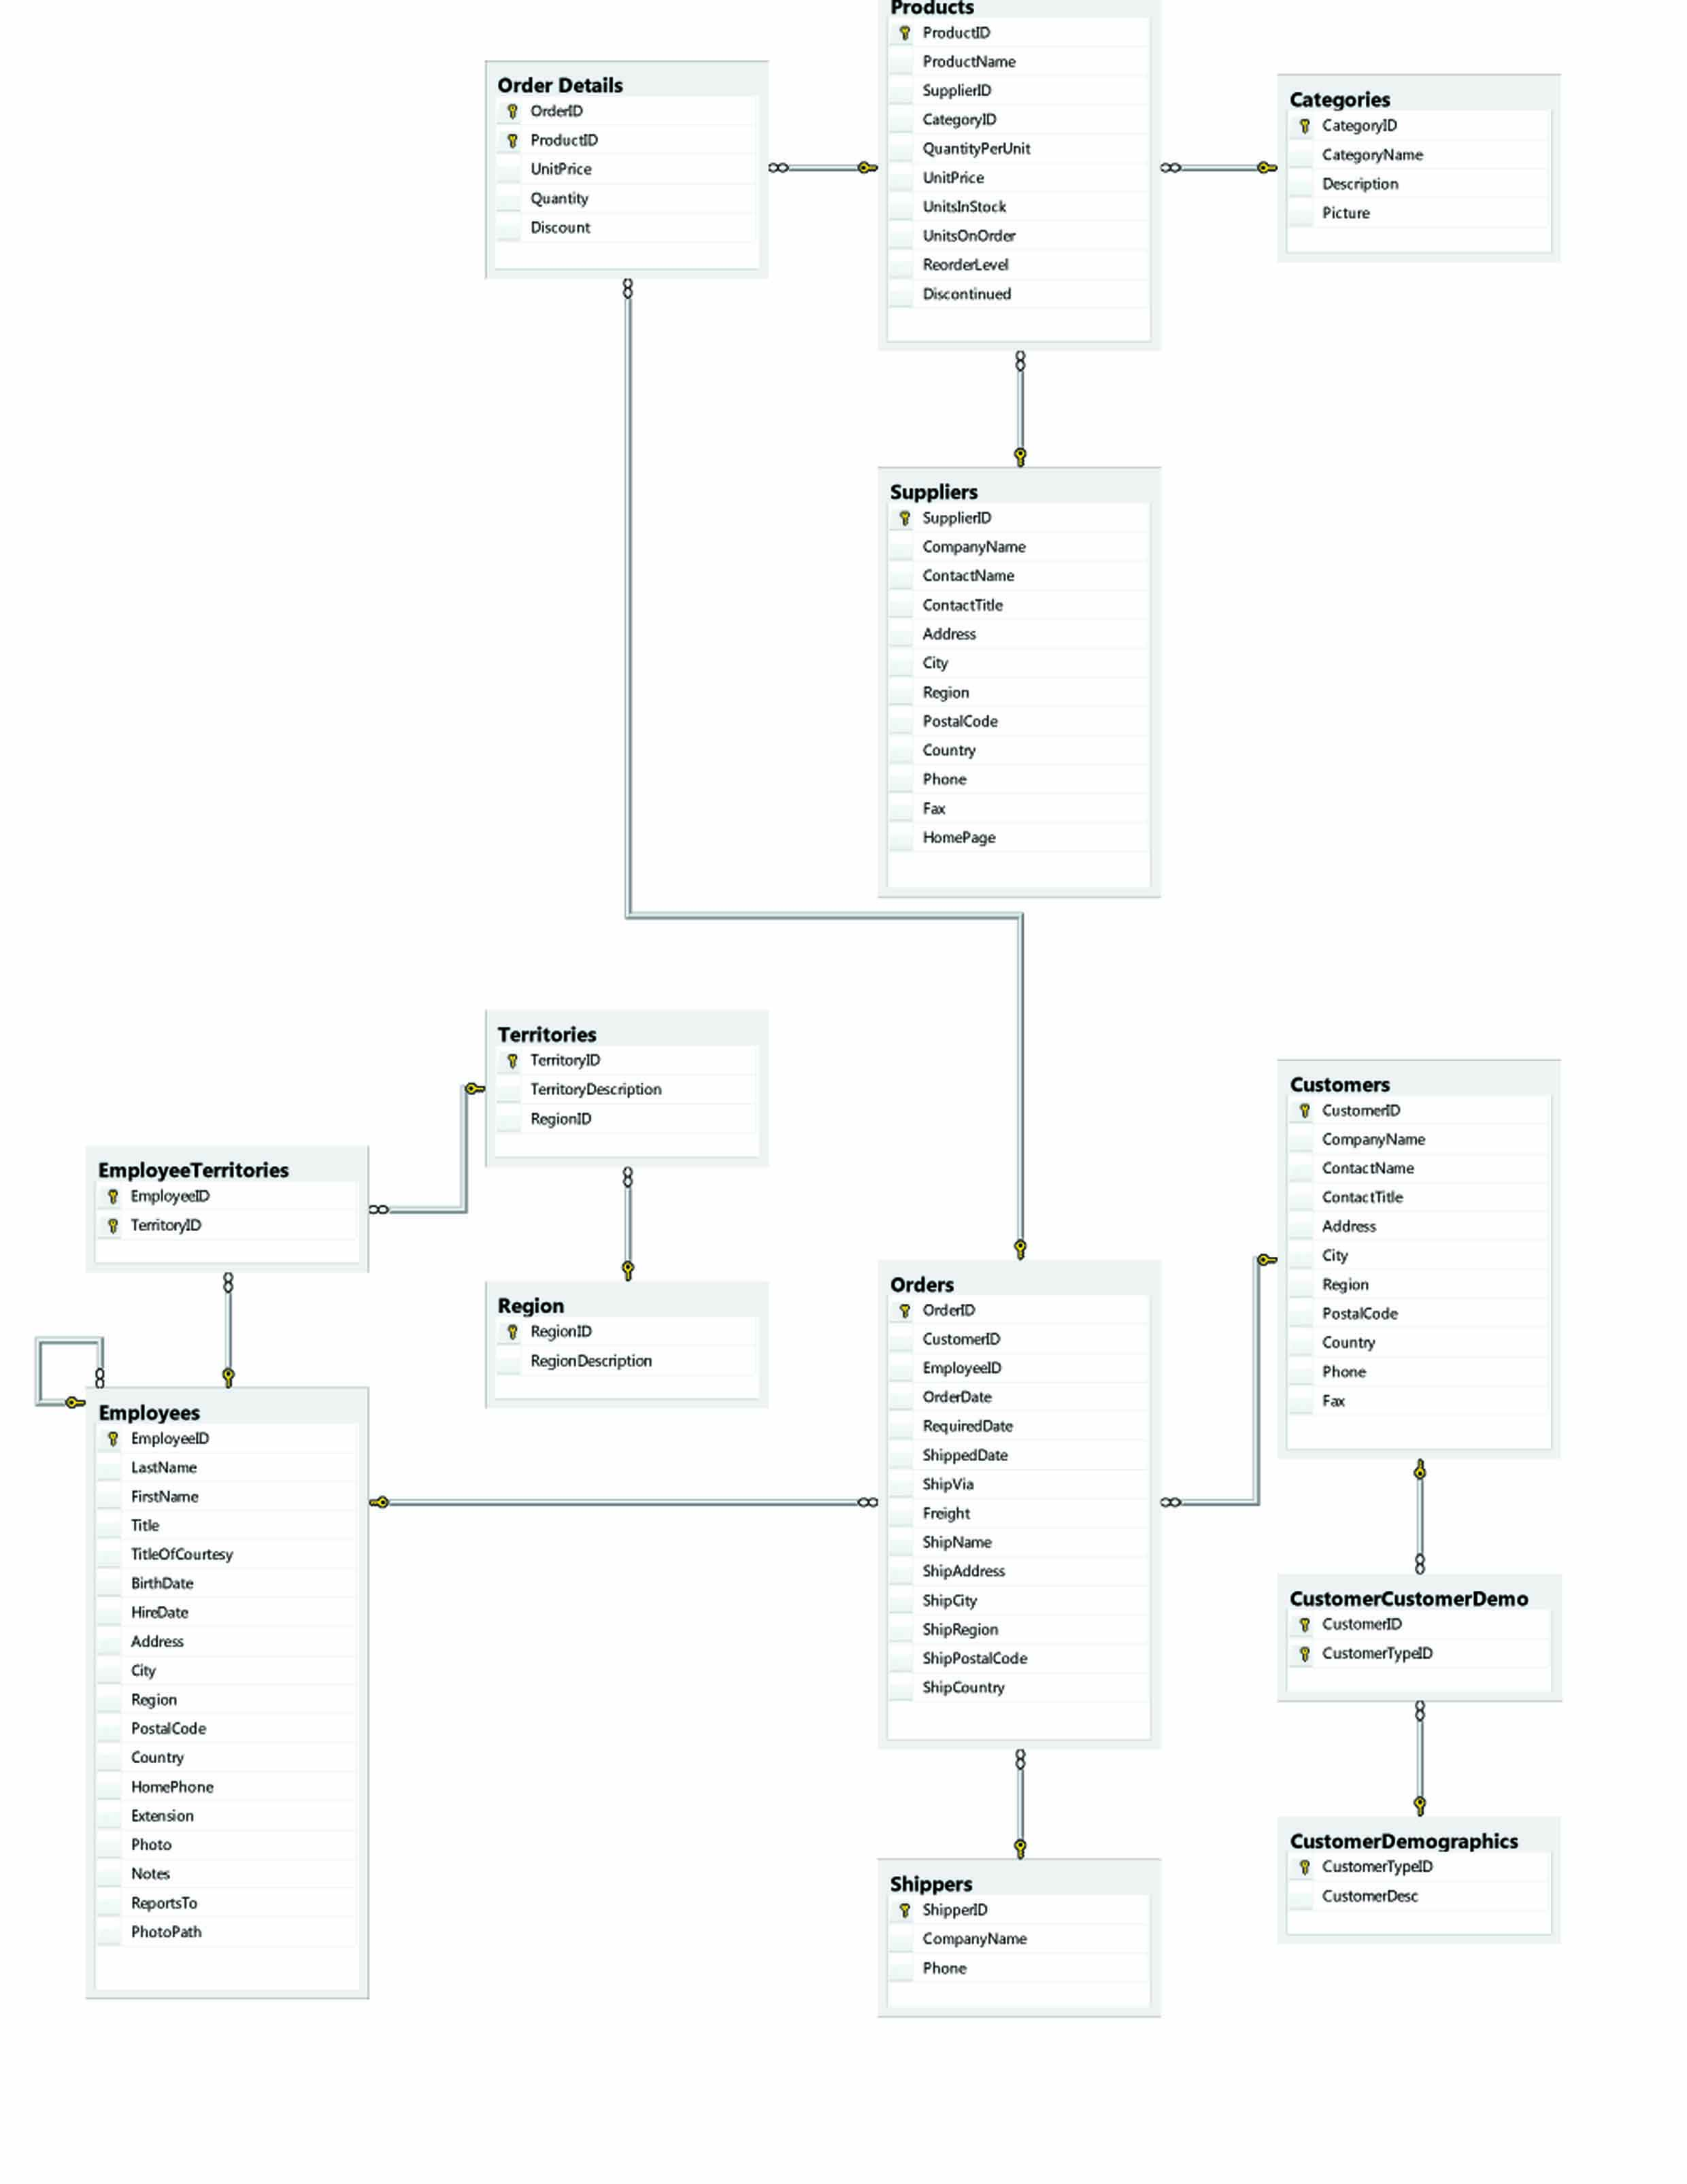 Products
ProductID
ProductName
SupplierID
CategoryID
QuantityPerUnit
UnitPrice
UnitsInStock
UnitsOnOrder
ReorderLevel
Discontinued
Order Details
OrderID
ProductID
UnitPrice
Quantity
Discount
Categories
CategoryID
CategoryName
Description
Picture
Suppliers
SupplierID
CompanyName
ContactName
ContactTitle
Address
City
Region
PostalCode
Country
Phone
Fax
HomePage
Territories
TerritoryID
TerritoryDescription
RegionID
EmployeeTerritories
EmployeeID
TerritoryID
Region
RegionID
RegionDescription
Employees
EmployeeID
LastName
FirstName
Title
TitleOfCourtesy
BirthDate
HireDate
Address
City
Region
PostalCode
Country
HomePhone
Extension
Photo
Notes
ReportsTo
PhotoPath
Orders
OrderID
CustomerID
EmployeeID
OrderDate
RequiredDate
ShippedDate
ShipVia
Freight
ShipName
ShipAddress
ShipCity
ShipRegion
ShipPostalCode
ShipCountry
Customers
CustomerID
CompanyName
ContactName
ContactTitle
Address
City
Region
PostalCode
Country
Phone
Fax
CustomerCustomerDemo
CustomerID
CustomerTypeID
CustomerDemographics
CustomerTypeID
CustomerDesc
Shippers
ShipperID
CompanyName
Phone